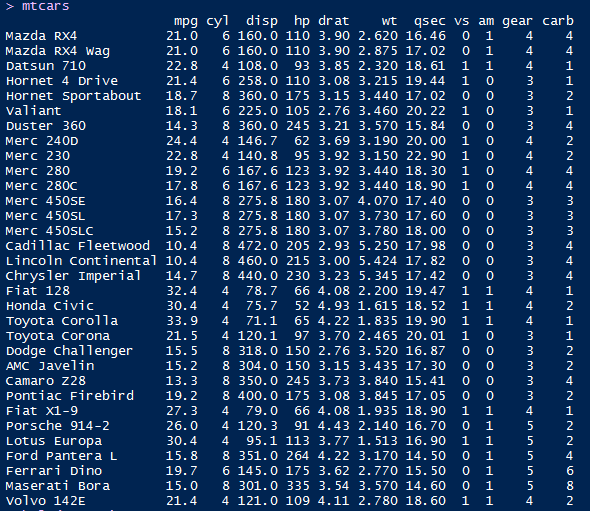 > mtcars
mpg cyl disp hp drat wt qsec vs am gear carb
Mazda RX4 21.0 6 160.0 110 3.90 2.620 16.46 0 1 4 4
Mazda RX4 Wag 21.0 6 160.0 110 3.90 2.875 17.02 0 1 4 4
Datsun 710 22.8 4 108.0 93 3.85 2.320 18.61 1 1 4 1
Hornet 4 Drive 21.4 6 258.0 110 3.08 3.215 19.44 1 0 3 1
Hornet Sportabout 18.7 8 360.0 175 3.15 3.440 17.02 0 0 3 2
Valiant 18.1 6 225.0 105 2.76 3.460 20.22 1 0 3 1
Duster 360 14.3 8 360.0 245 3.21 3.570 15.84 0 0 3 4
Merc 240D 24.4 4 146.7 62 3.69 3.190 20.00 1 0 4 2
Merc 230 22.8 4 140.8 95 3.92 3.150 22.90 1 0 4 2
Merc 280 19.2 6 167.6 123 3.92 3.440 18.30 1 0 4 4
Merc 280C 17.8 6 167.6 123 3.92 3.440 18.90 1 0 4 4
Merc 450SE 16.4 8 275.8 180 3.07 4.070 17.40 0 0 3 3
Merc 450SL 17.3 8 275.8 180 3.07 3.730 17.60 0 0 3 3
Merc 450SLC 15.2 8 275.8 180 3.07 3.780 18.00 0 0 3 3
Cadillac Fleetwood 10.4 8 472.0 205 2.93 5.250 17.98 0 0 3 4
Lincoln Continental 10.4 8 460.0 215 3.00 5.424 17.82 0 0 3 4
Chrysler Imperial 14.7 8 440.0 230 3.23 5.345 17.42 0 0 3 4
Fiat 128 32.4 4 78.7 66 4.08 2.200 19.47 1 1 4 1
Honda Civic 30.4 4 75.7 52 4.93 1.615 18.52 1 1 4 2
Toyota Corolla 33.9 4 71.1 65 4.22 1.835 19.90 1 1 4 1
Toyota Corona 21.5 4 120.1 97 3.70 2.465 20.01 1 0 3 1
Dodge Challenger 15.5 8 318.0 150 2.76 3.520 16.87 0 0 3 2
AMC Javelin 15.2 8 304.0 150 3.15 3.435 17.30 0 0 3 2
Camaro Z28 13.3 8 350.0 245 3.73 3.840 15.41 0 0 3 4
Pontiac Firebird 19.2 8 400.0 175 3.08 3.845 17.05 0 0 3 2
Fiat X1-9 27.3 4 79.0 66 4.08 1.935 18.90 1 1 4 1
Porsche 914-2 26.0 4 120.3 91 4.43 2.140 16.70 0 1 5 2
Lotus Europa 30.4 4 95.1 113 3.77 1.513 16.90 1 1 5 2
Ford Pantera L 15.8 8 351.0 264 4.22 3.170 14.50 0 1 5 4
Ferrari Dino 19.7 6 145.0 175 3.62 2.770 15.50 0 1 5 6
Maserati Bora 15.0 8 301.0 335 3.54 3.570 14.60 0 1 5 8
Volvo 142E 21.4 4 121.0 109 4.11 2.780 18.60 1 1 4 2